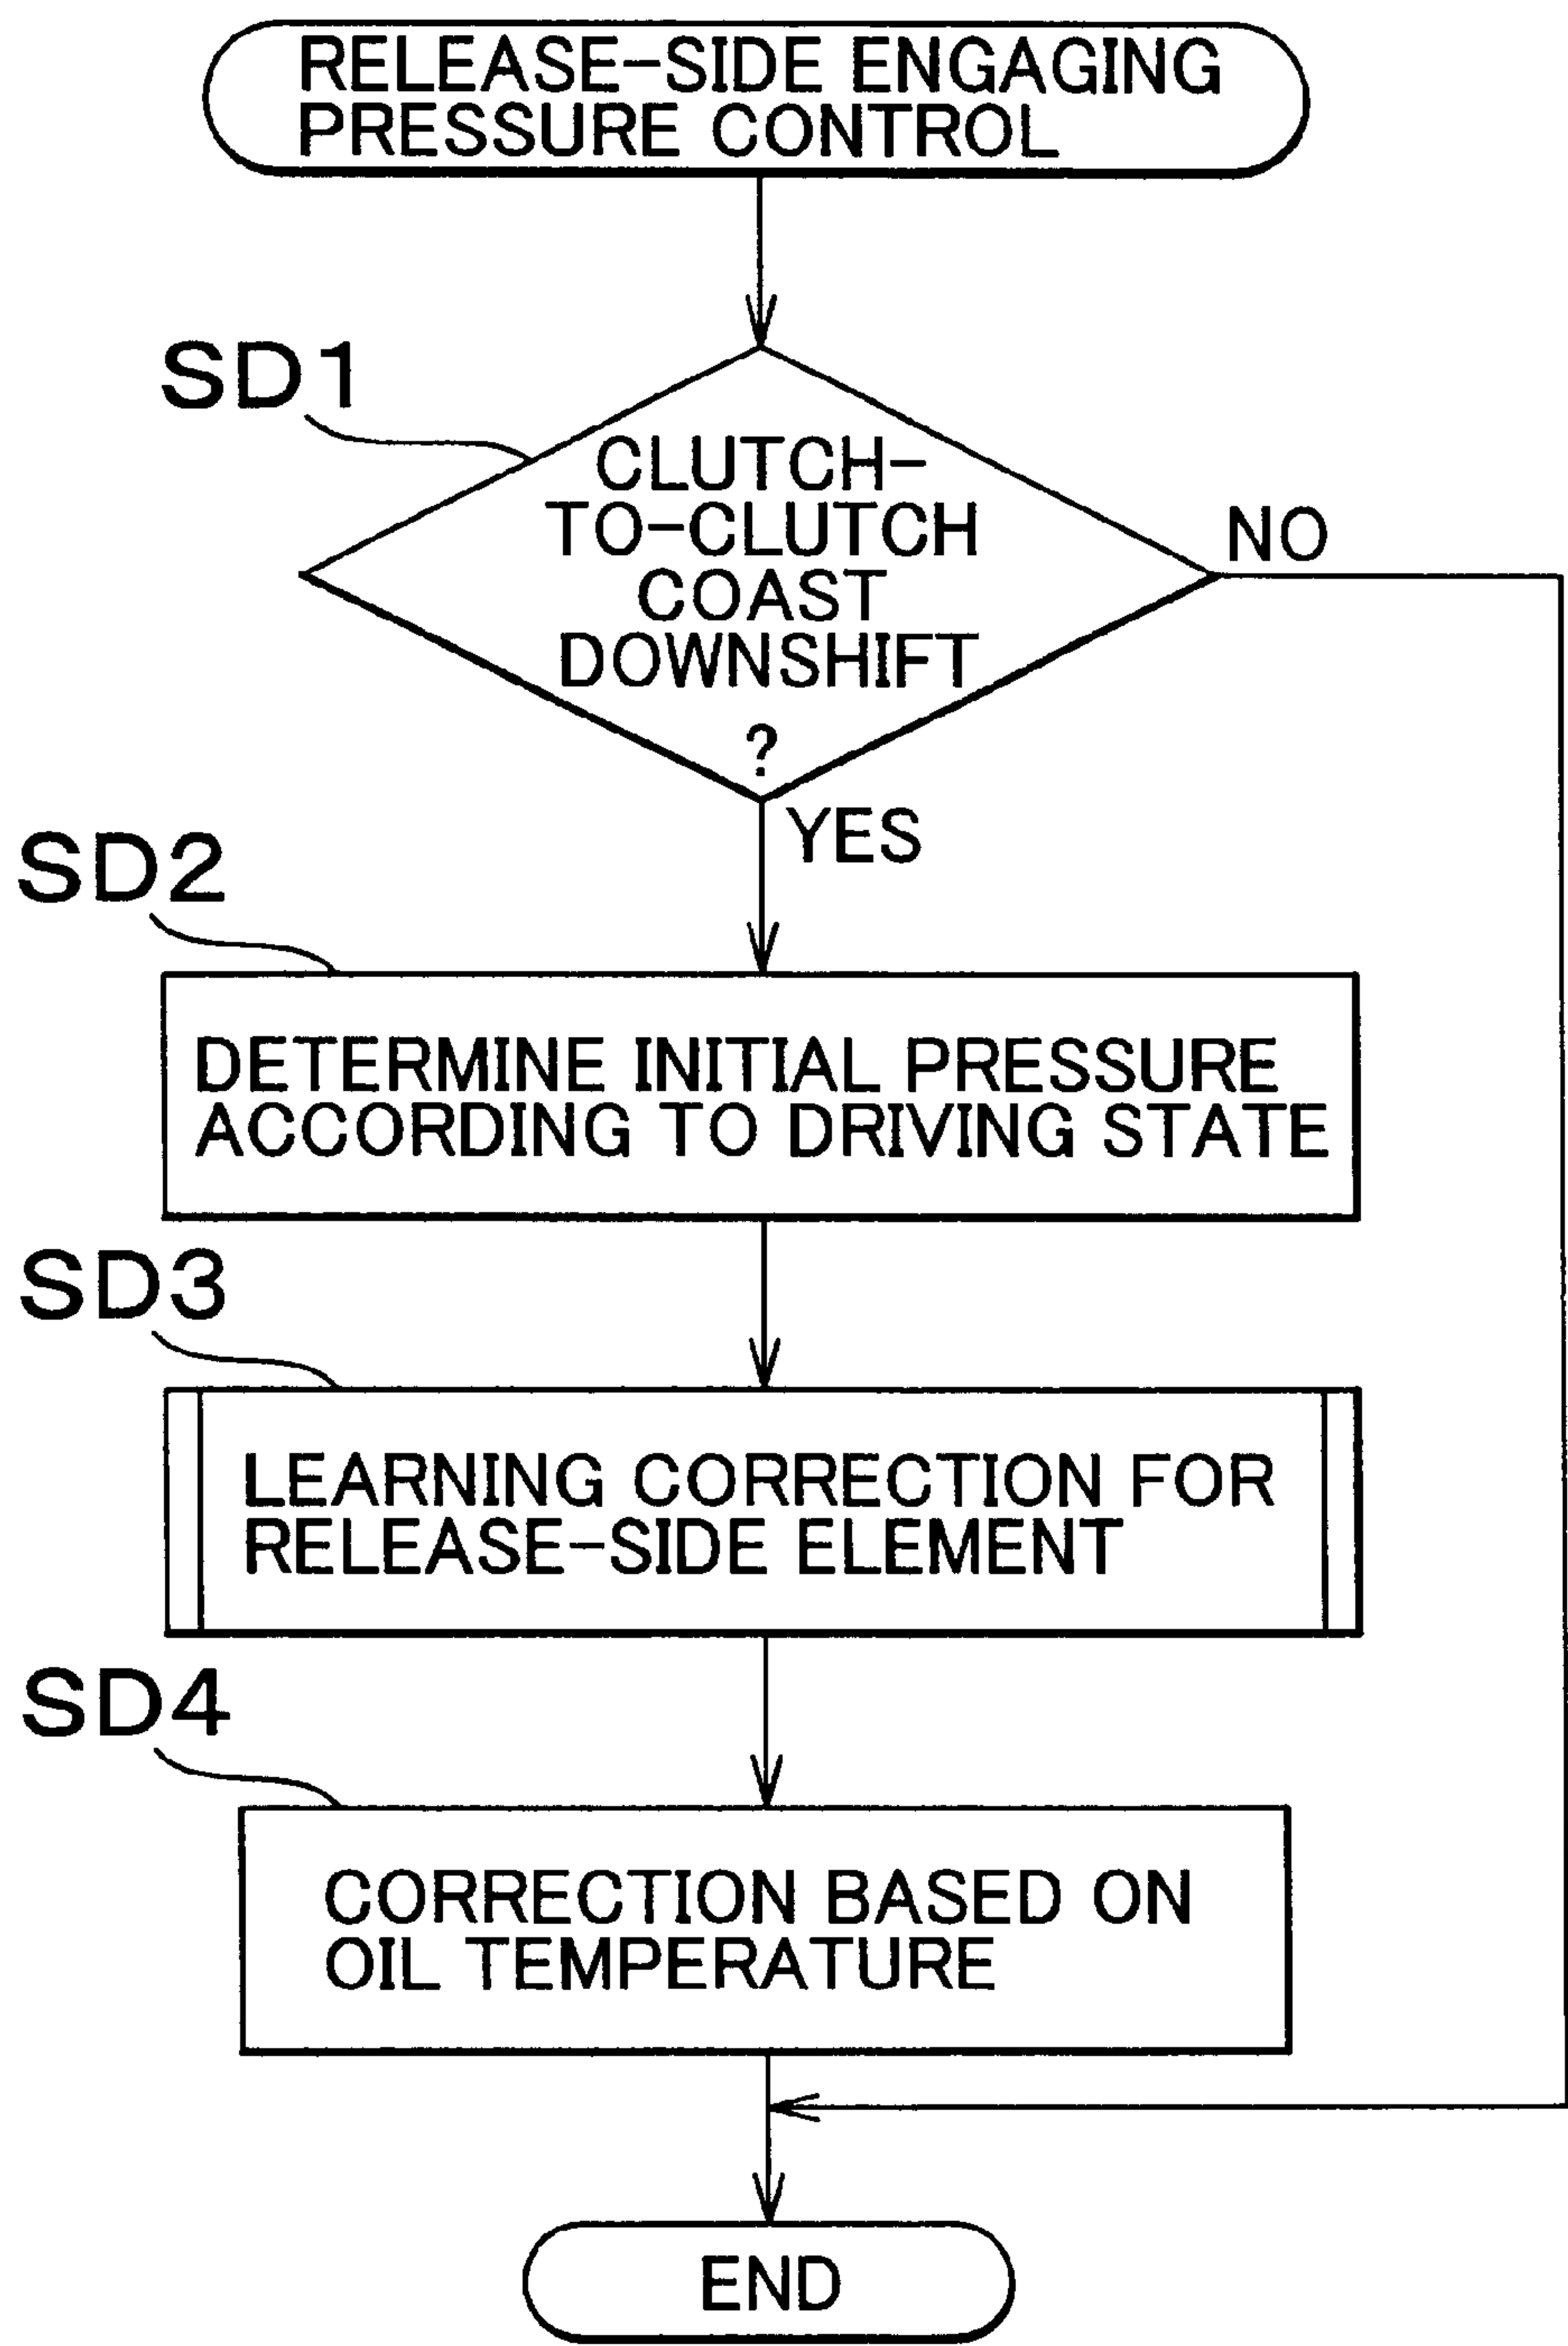 RELEASE-SIDE ENGAGING
PRESSURE CONTROL
SD1
CLUTCH-
TO-CLUTCH
COAST
DOWNSHIFT
?
NO
YES
SD2
DETERMINE INITIAL PRESSURE
ACCORDING TO DRIVING STATE
SD3
LEARNING CORRECTION FOR
RELEASE-SIDE ELEMENT
SD4
CORRECTION BASED ON
OIL TEMPERATURE
END